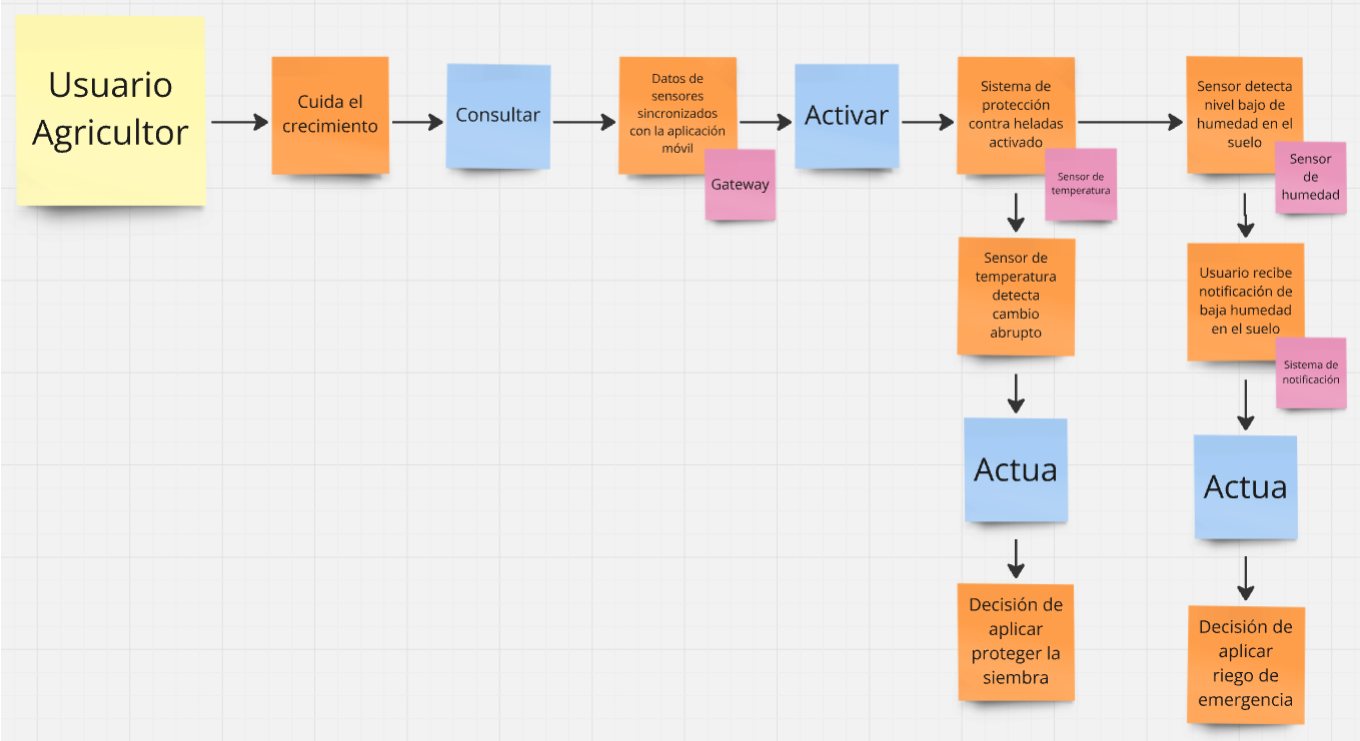 Usuario
Agricultor
Cuida el
crecimiento
Consultar
Datos de
sensores
sincronizados
con la aplicación
móvil
Gateway
Activar
Sistema de
protección
contra heladas
activado
Sensor de
temperatura
Sensor detecta
nivel bajo de
humedad en el
suelo
Sensor
de
humedad
Sensor de
temperatura
detecta
cambio
abrupto
Usuario recibe
notificación de
baja humedad
en el suelo
Sistema de
notificación
Actua
Actua
Decisión de
aplicar
proteger la
siembra
Decisión de
aplicar
riego de
emergencia